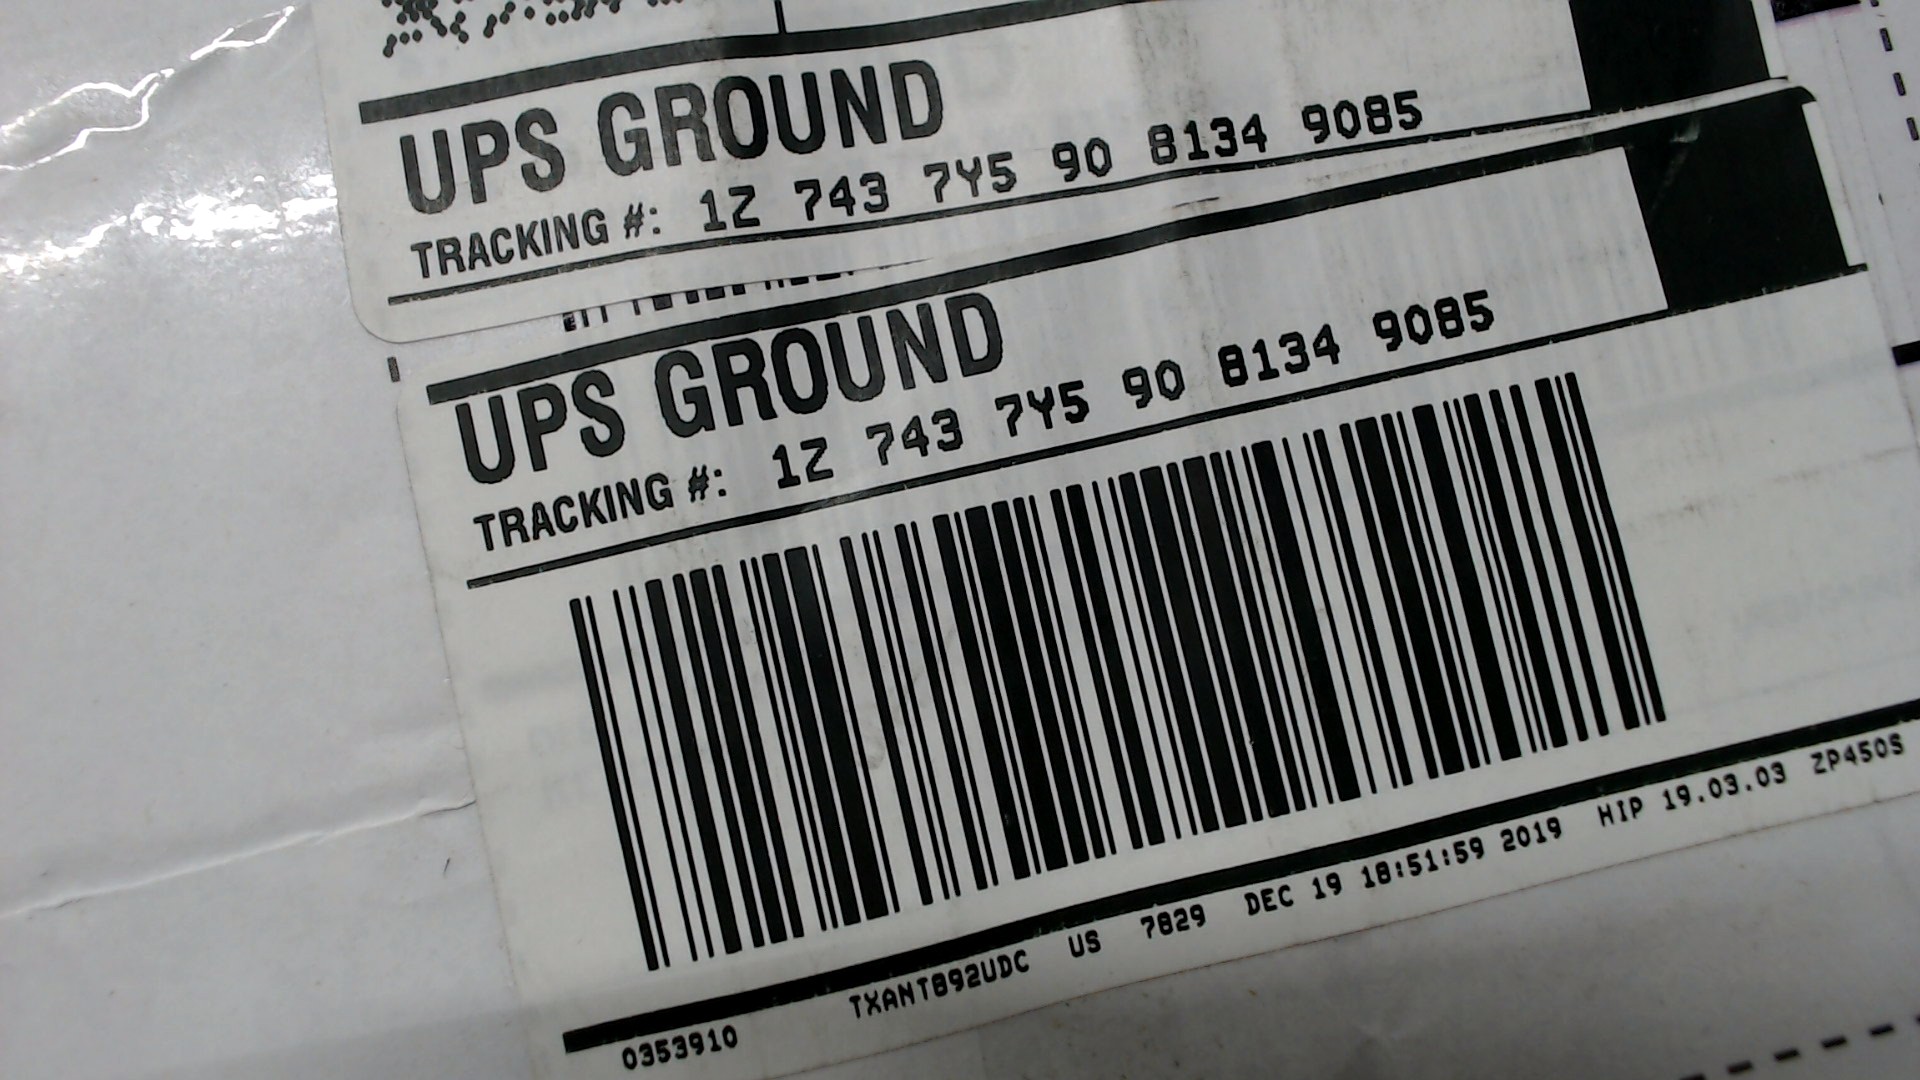 UPS GROUND
TRACKING #: 1Z 743 7Y5 90 8134 9085
UPS GROUND
TRACKING #: 1Z 743 7Y5 90 8134 9085
0353910 TXANT892UDC US 7829 DEC 19 18:51:59 2019 HIP 19.03.03 ZP450S